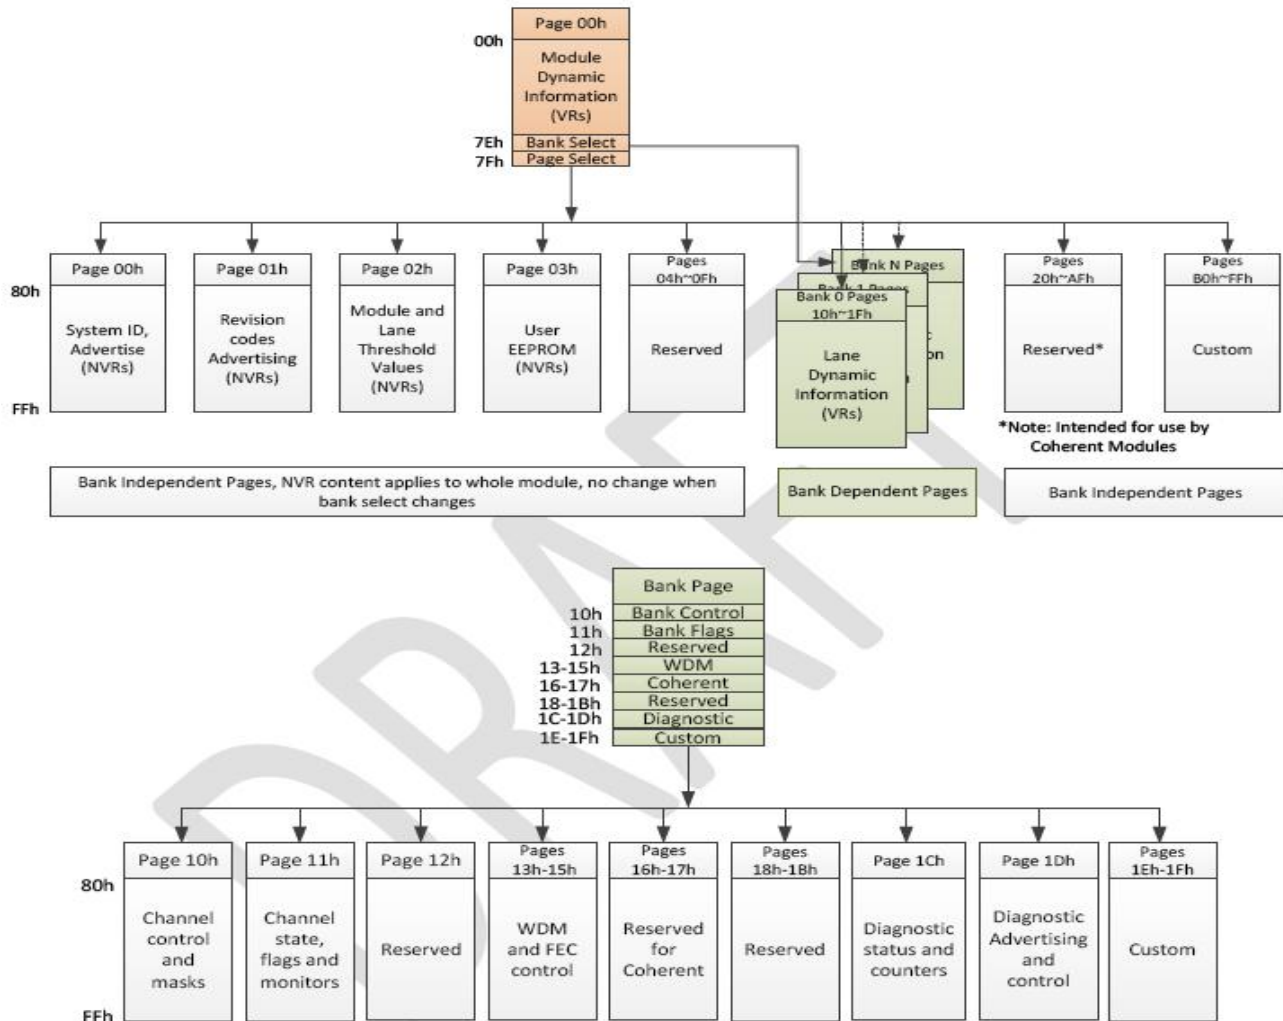 Page 00h
00h
Module
Dynamic
Information
(VRs)
7Eh
Bank Select
7Fh
Page Select
Page 00h
Page 01h
Page 02h
Page 03h
Pages
04h~0Fh
Bank N Pages
Bank 1 Pages
Bank 0 Pages
10h~1Fh
Pages
20h~AFh
Pages
B0h~FFh
80h
System ID,
Advertise
(NVRs)
Revision
codes
Advertising
(NVRs)
Module and
Lane
Threshold
Values
(NVRs)
User
EEPROM
(NVRs)
Reserved
Lane
Dynamic
Information
(VRs)
Reserved*
Custom
FFh
*Note: Intended for use by
Coherent Modules
Bank Independent Pages, NVR content applies to whole module, no change when
bank select changes
Bank Dependent Pages
Bank Independent Pages
Bank Page
10h
Bank Control
11h
Bank Flags
12h
Reserved
13-15h
WDM
16-17h
Coherent
18-1Bh
Reserved
1C-1Dh
Diagnostic
1E-1Fh
Custom
Page 10h
Page 11h
Page 12h
Pages
13h-15h
Pages
16h-17h
Pages
18h-1Bh
Page 1Ch
Page 1Dh
Pages
1Eh-1Fh
80h
Channel
control
and
masks
Channel
state,
flags and
monitors
Reserved
WDM
and FEC
control
Reserved
for
Coherent
Reserved
Diagnostic
status and
counters
Diagnostic
Advertising
and
control
Custom
FFh
DRAFT